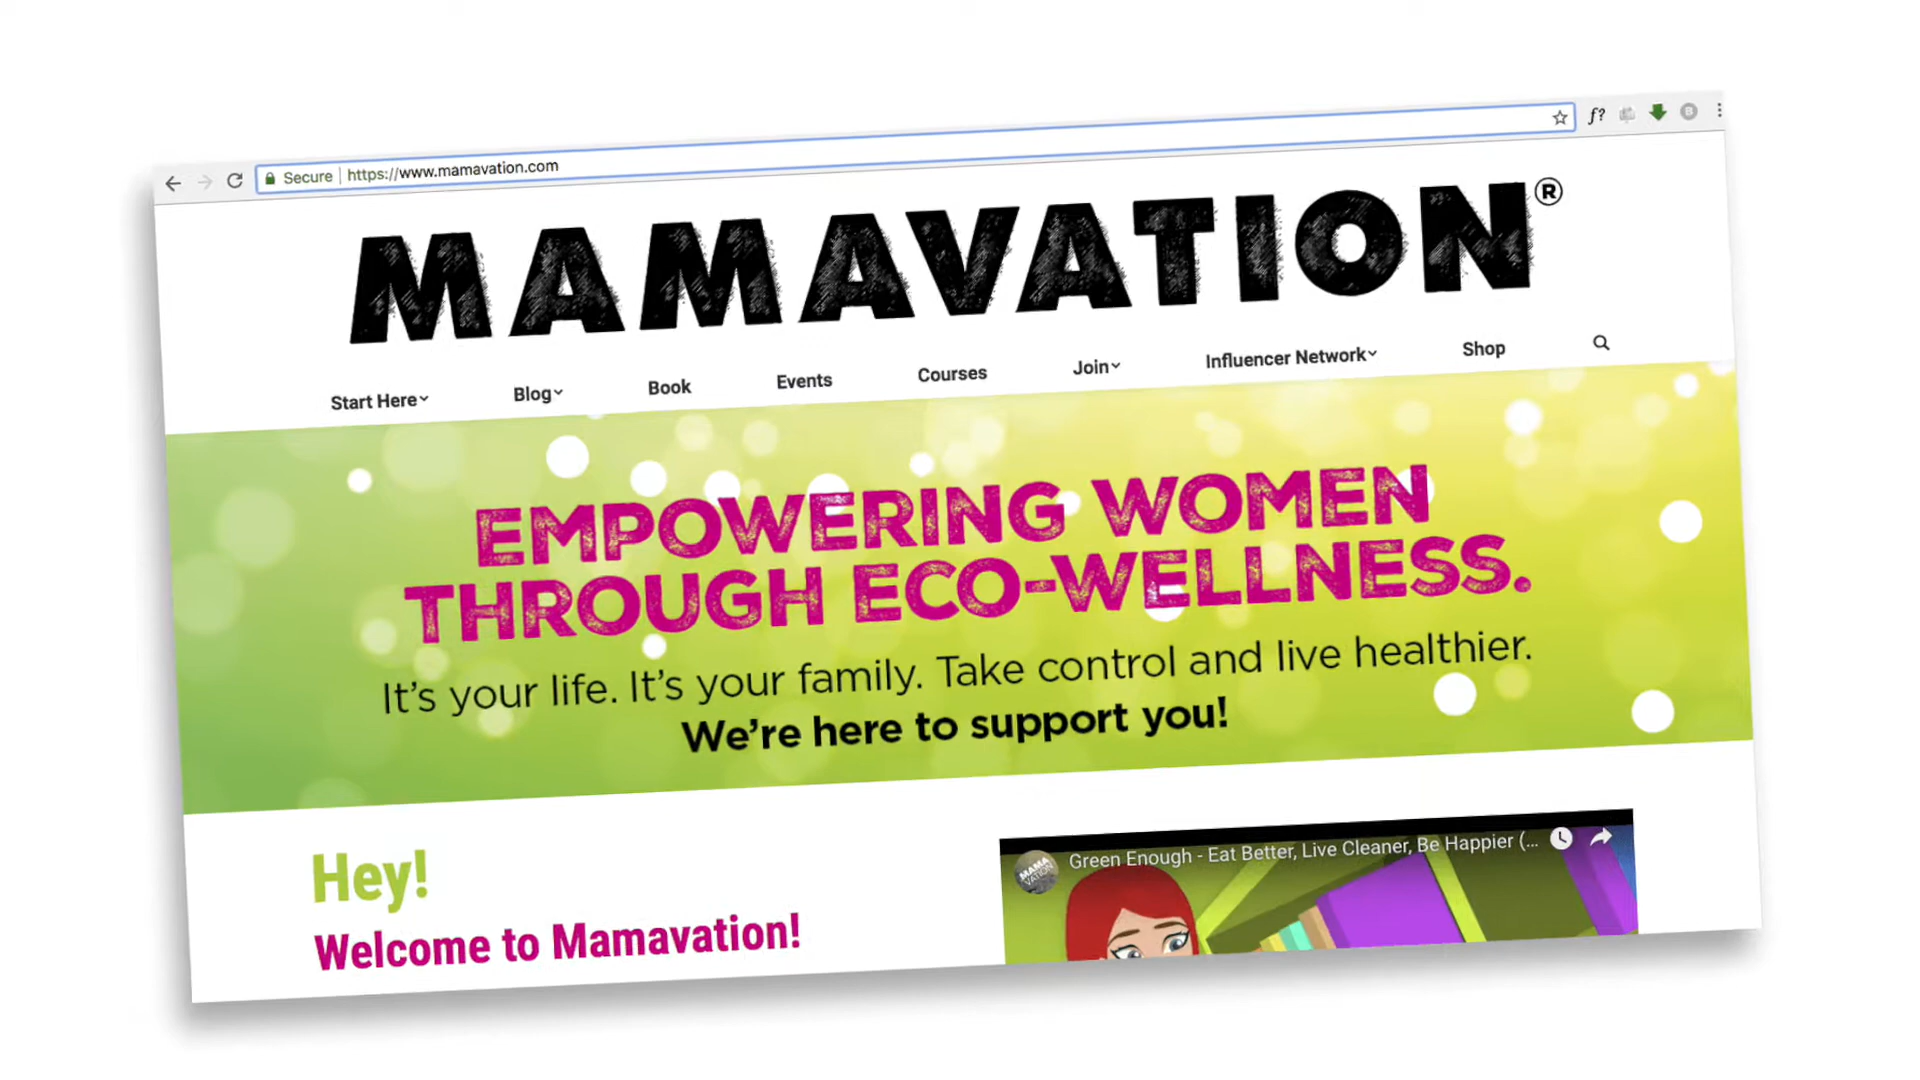 Secure | https://www.mamavation.com
f?
MAMAVATION®
Start Here Blog Book Events Courses Join Influencer Network Shop
EMPOWERING WOMEN
THROUGH ECO-WELLNESS.
It's your life. It's your family. Take control and live healthier.
We're here to support you!
Hey!
Welcome to Mamavation!
MAMA
VATION
Green Enough - Eat Better, Live Cleaner, Be Happier (...